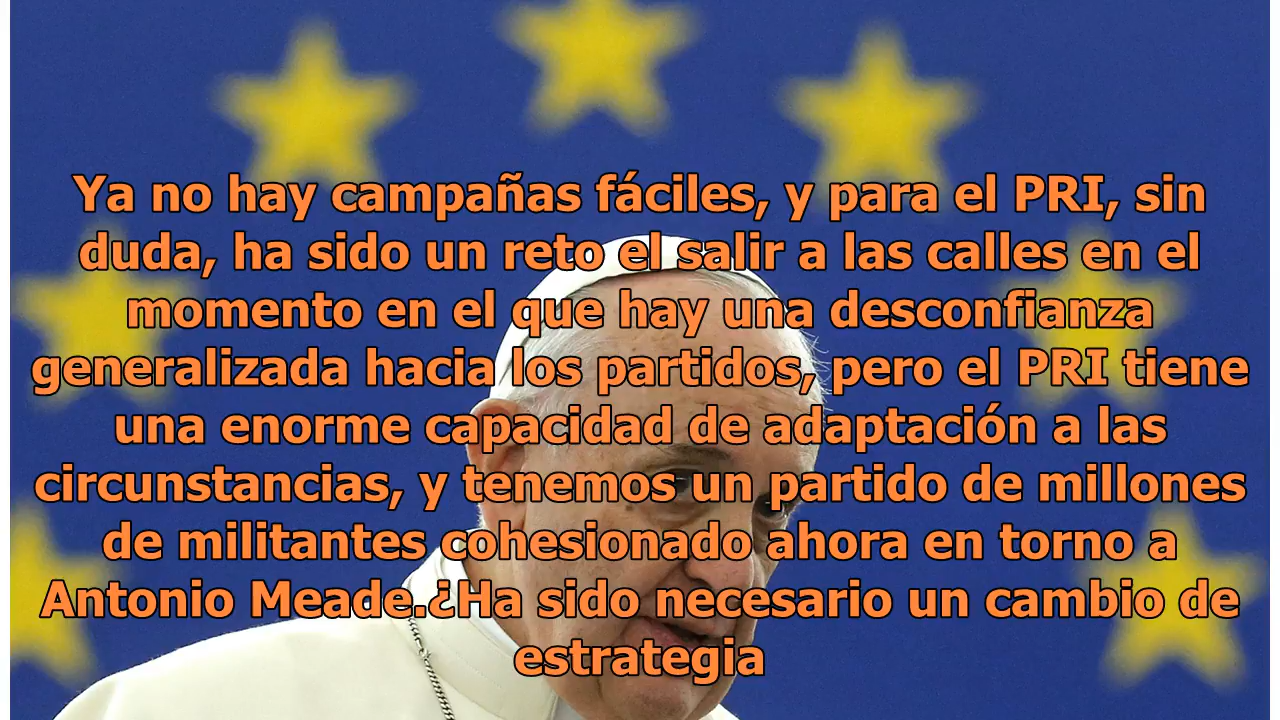 Ya no hay campañas fáciles, y para el PRI, sin
duda, ha sido un reto el salir a las calles en el
momento en el que hay una desconfianza
generalizada hacia los partidos, pero el PRI tiene
una enorme capacidad de adaptación a las
circunstancias, y tenemos un partido de millones
de militantes cohesionado ahora en torno a
Antonio Meade.¿Ha sido necesario un cambio de
estrategia